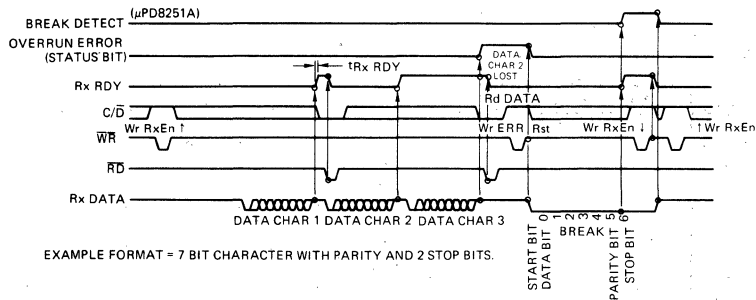 (μPD8251A)
BREAK DETECT
OVERRUN ERROR
(STATUS BIT)
tRx RDY
DATA
CHAR 2
LOST
Rx RDY
Rd DATA
C/D
Wr RxEn ↑
Wr ERR Rst
Wr RxEn ↓
↑ Wr RxEn
WR
RD
Rx DATA
DATA CHAR 1 DATA CHAR 2 DATA CHAR 3
BREAK
START BIT
DATA BIT 0
1
2
3
4
5
PARITY BIT 6
STOP BIT
EXAMPLE FORMAT = 7 BIT CHARACTER WITH PARITY AND 2 STOP BITS.